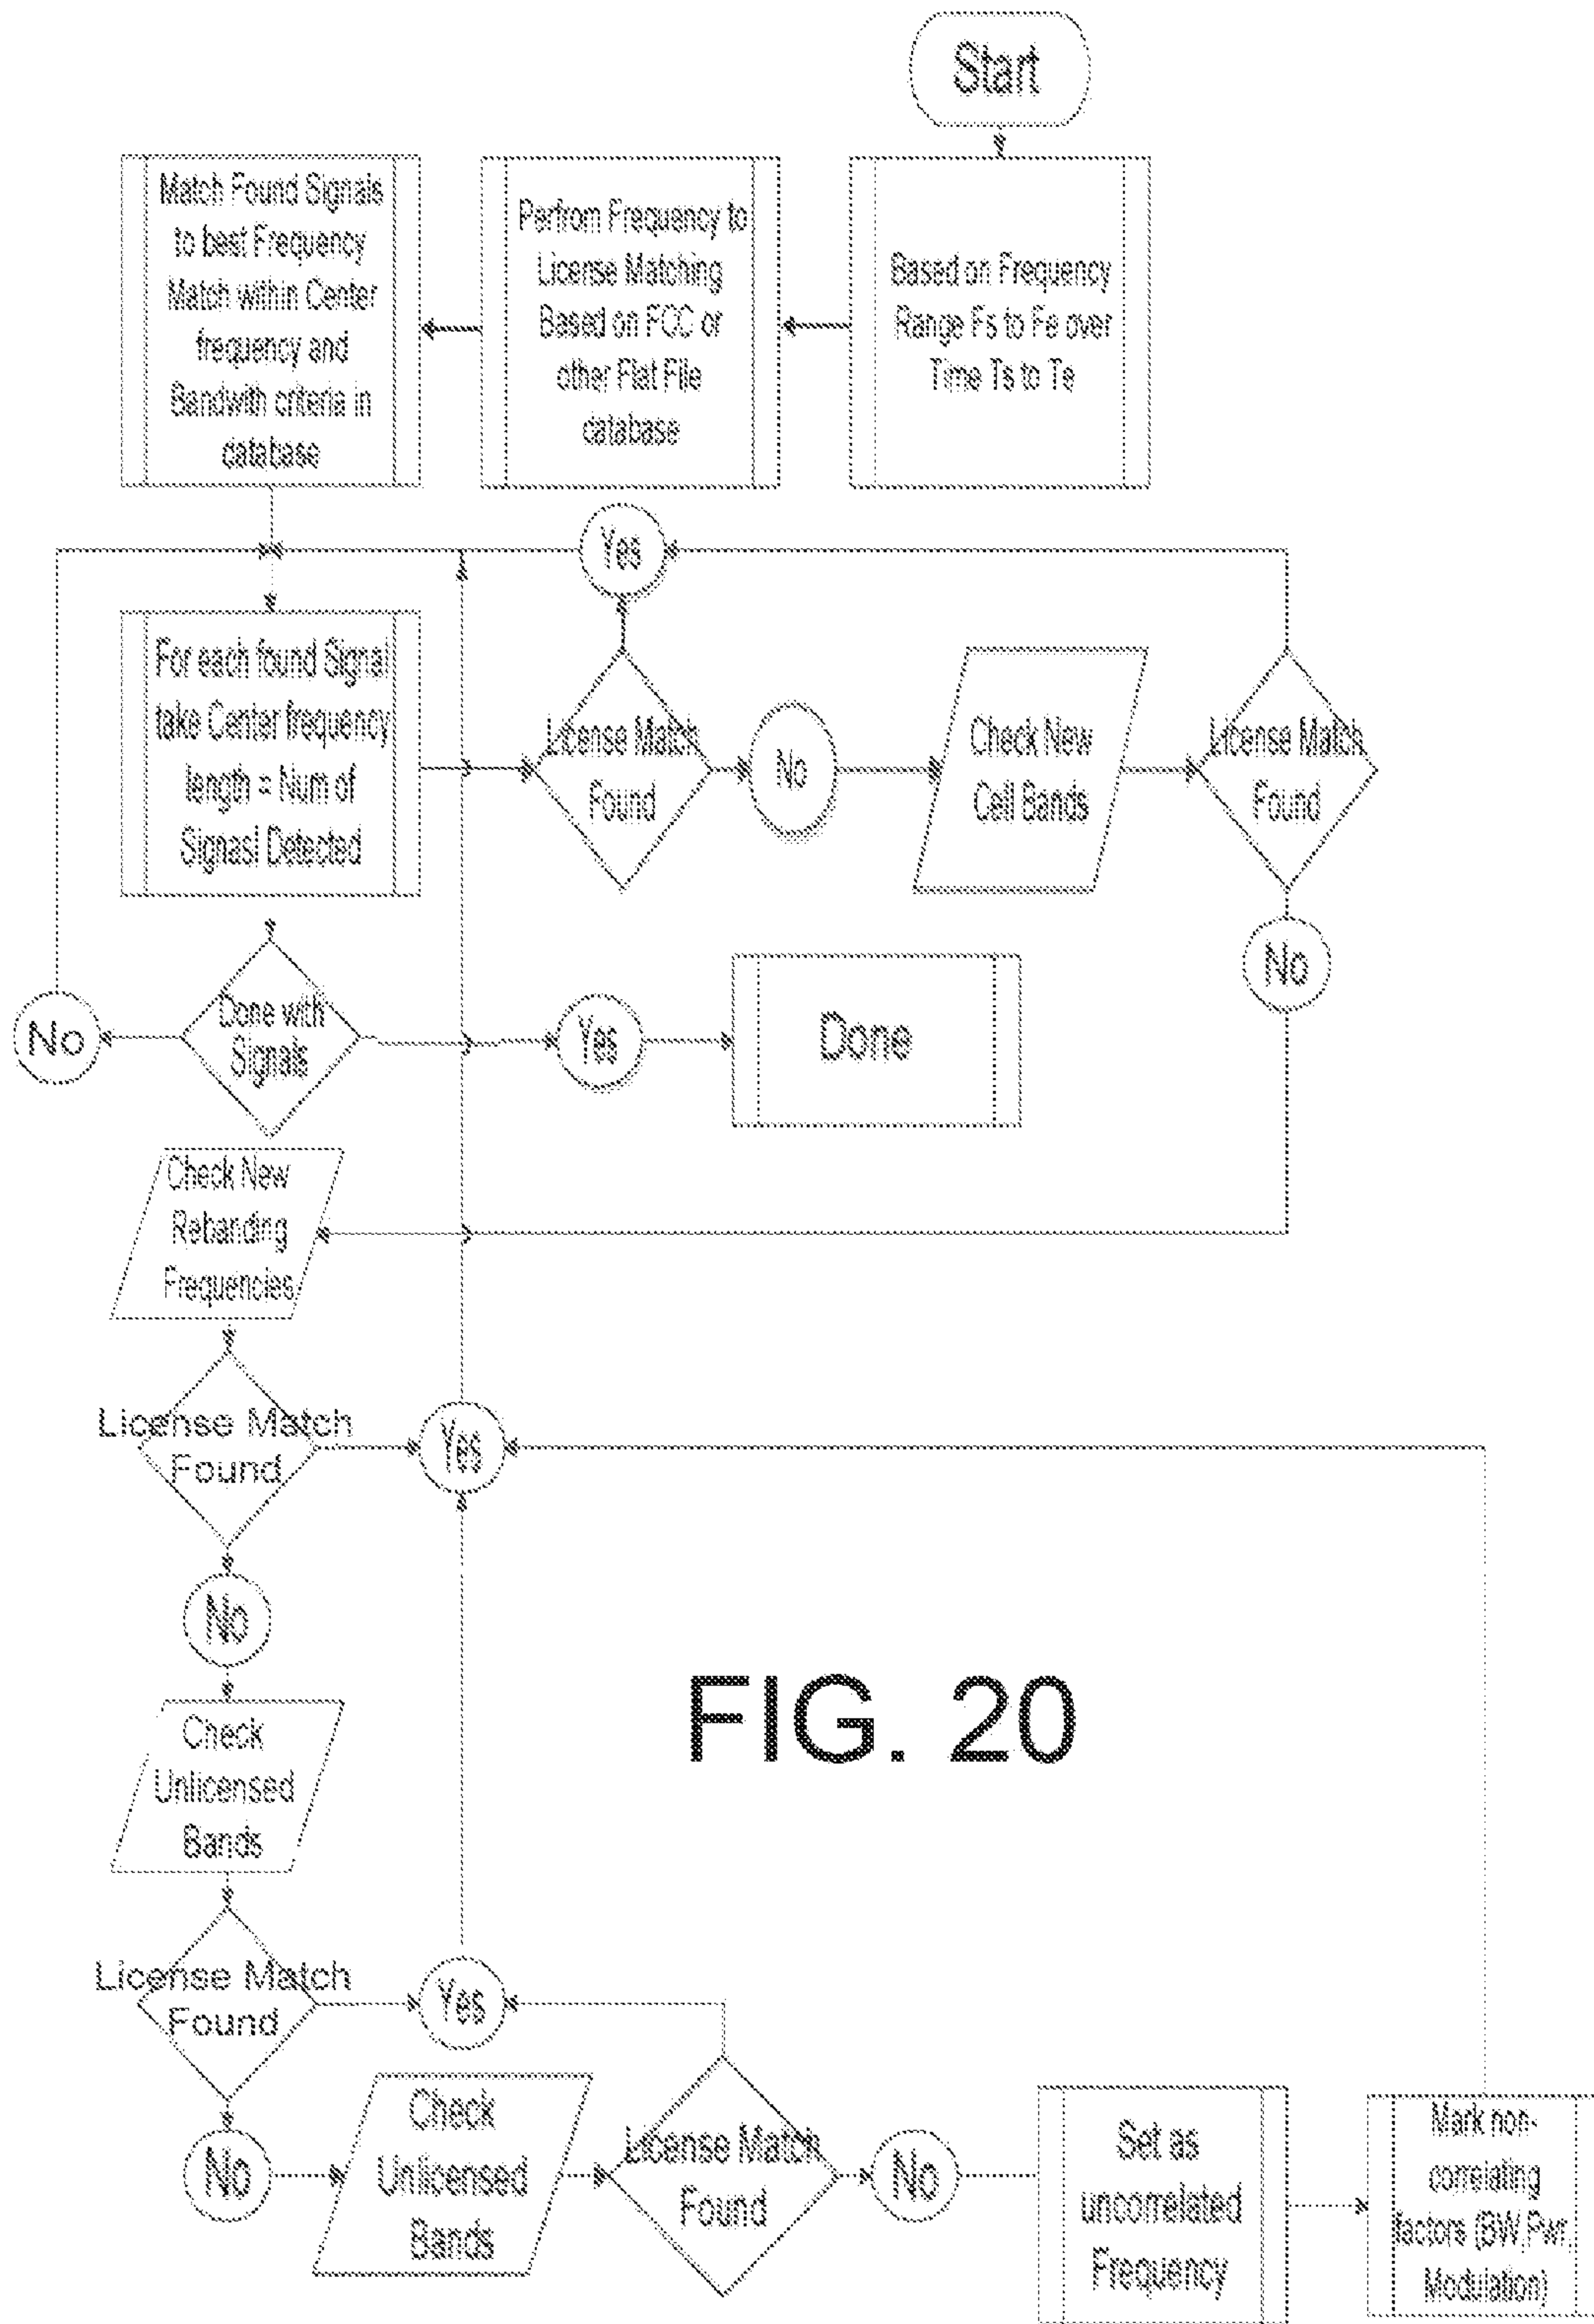 Start
Based on Frequency
Range Fs to Fe over
Time Ts to Te
Perfrom Frequency to
License Matching
Based on FCC or
other Flat File
database
Match Found Signals
to best Frequency
Match within Center
frequency and
Bandwith criteria in
database
For each found Signal
take Center frequency
length = Num of
Signasl Detected
License Match
Found
Yes
No
Check New
Cell Bands
License Match
Found
No
Done with
Signals
No
Yes
Done
Check New
Rebanding
Frequencies
License Match
Found
Yes
No
Check
Unlicensed
Bands
License Match
Found
Yes
No
Check
Unlicensed
Bands
License Match
Found
No
Set as
uncorrelated
Frequency
Mark non-
correlating
factors (BW,Pwr,
Modulation)
FIG. 20